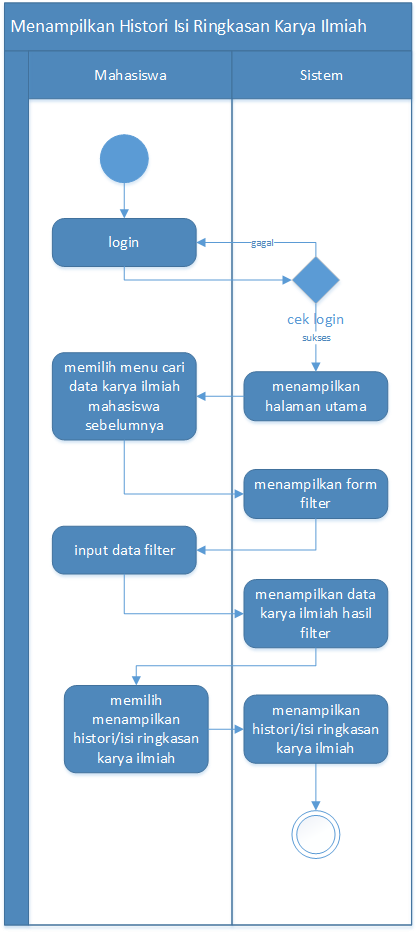 Menampilkan Histori Isi Ringkasan Karya Ilmiah
Mahasiswa
Sistem
login
gagal
cek login
sukses
memilih menu cari
data karya ilmiah
mahasiswa
sebelumnya
menampilkan
halaman utama
menampilkan form
filter
input data filter
menampilkan data
karya ilmiah hasil
filter
memilih
menampilkan
histori/isi ringkasan
karya ilmiah
menampilkan
histori/isi ringkasan
karya ilmiah